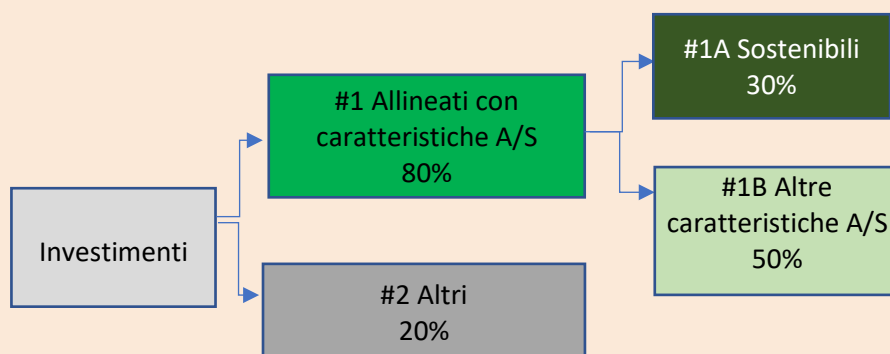 Investimenti
#1 Allineati con
caratteristiche A/S
80%
#2 Altri
20%
#1A Sostenibili
30%
#1B Altre
caratteristiche A/S
50%